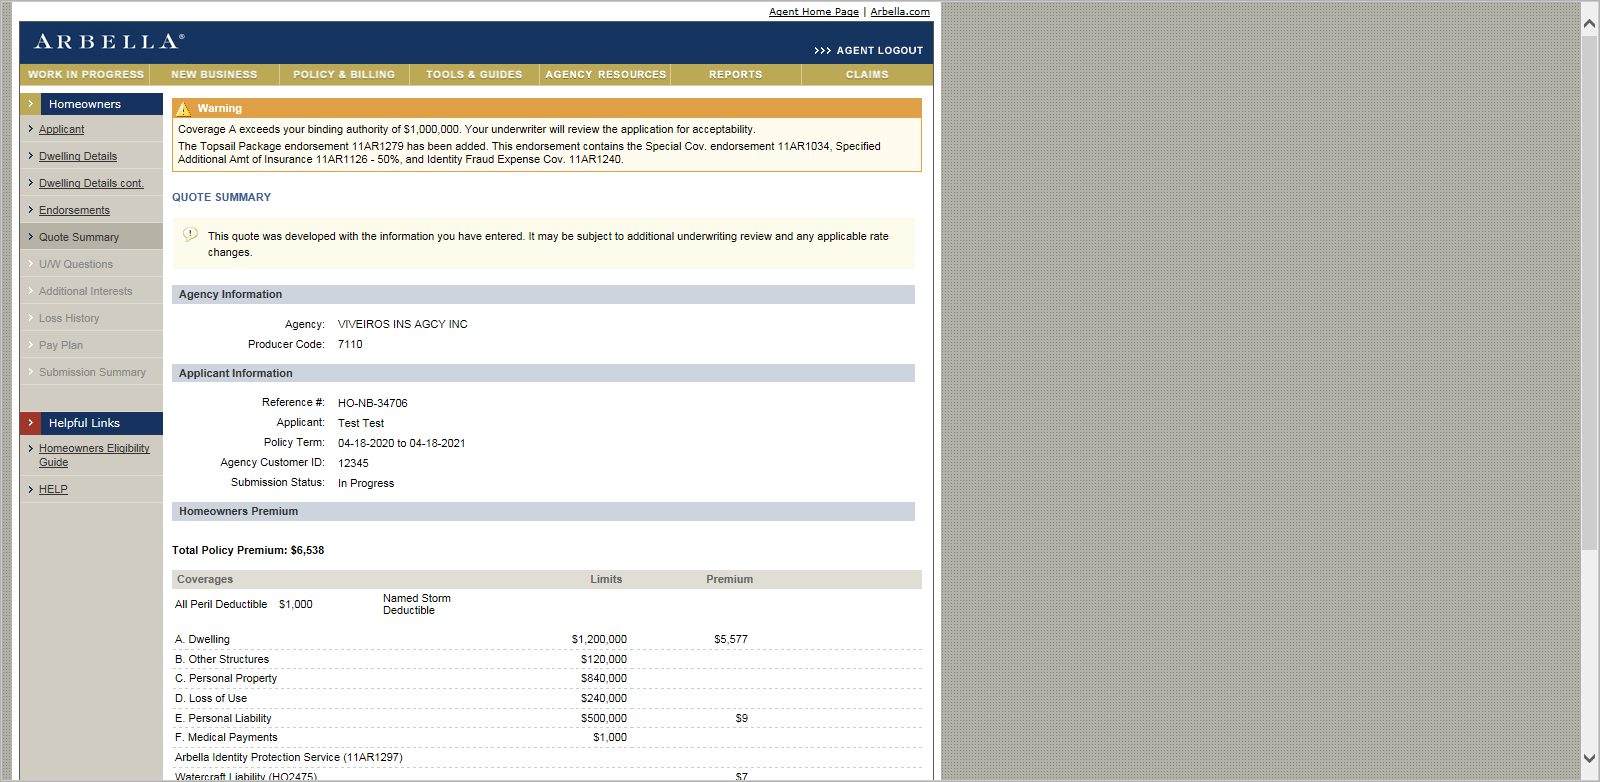 Agent Home Page | Arbella.com
ARBELLA®
>>> AGENT LOGOUT
WORK IN PROGRESS NEW BUSINESS POLICY & BILLING TOOLS & GUIDES AGENCY RESOURCES REPORTS CLAIMS
Homeowners
Applicant
Dwelling Details
Dwelling Details cont.
Endorsements
Quote Summary
U/W Questions
Additional Interests
Loss History
Pay Plan
Submission Summary
Helpful Links
Homeowners Eligibility
Guide
HELP
Warning
Coverage A exceeds your binding authority of $1,000,000. Your underwriter will review the application for acceptability.
The Topsail Package endorsement 11AR1279 has been added. This endorsement contains the Special Cov. endorsement 11AR1034, Specified
Additional Amt of Insurance 11AR1126 - 50%, and Identity Fraud Expense Cov. 11AR1240.
QUOTE SUMMARY
This quote was developed with the information you have entered. It may be subject to additional underwriting review and any applicable rate
changes.
Agency Information
Agency: VIVEIROS INS AGCY INC
Producer Code: 7110
Applicant Information
Reference #: HO-NB-34706
Applicant: Test Test
Policy Term: 04-18-2020 to 04-18-2021
Agency Customer ID: 12345
Submission Status: In Progress
Homeowners Premium
Total Policy Premium: $6,538
Coverages Limits Premium
All Peril Deductible $1,000 Named Storm
Deductible
A. Dwelling $1,200,000 $5,577
B. Other Structures $120,000
C. Personal Property $840,000
D. Loss of Use $240,000
E. Personal Liability $500,000 $9
F. Medical Payments $1,000
Arbella Identity Protection Service (11AR1297)
Watercraft Liability (HO2475) $7